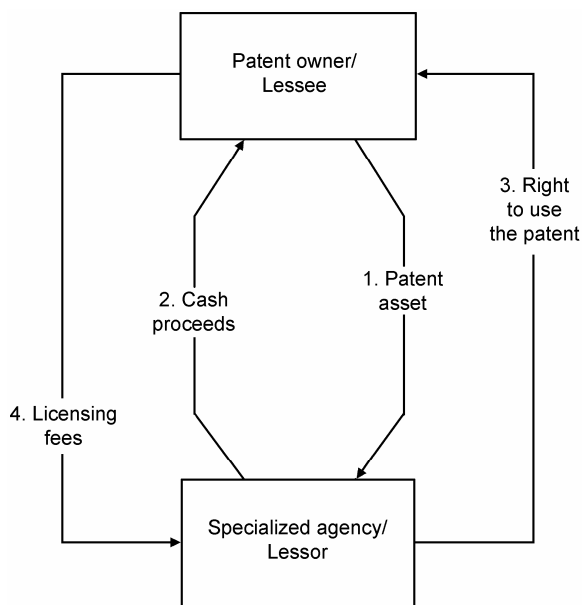 Patent owner/
Lessee
3. Right
to use
the patent
1. Patent
asset
2. Cash
proceeds
4. Licensing
fees
Specialized agency/
Lessor